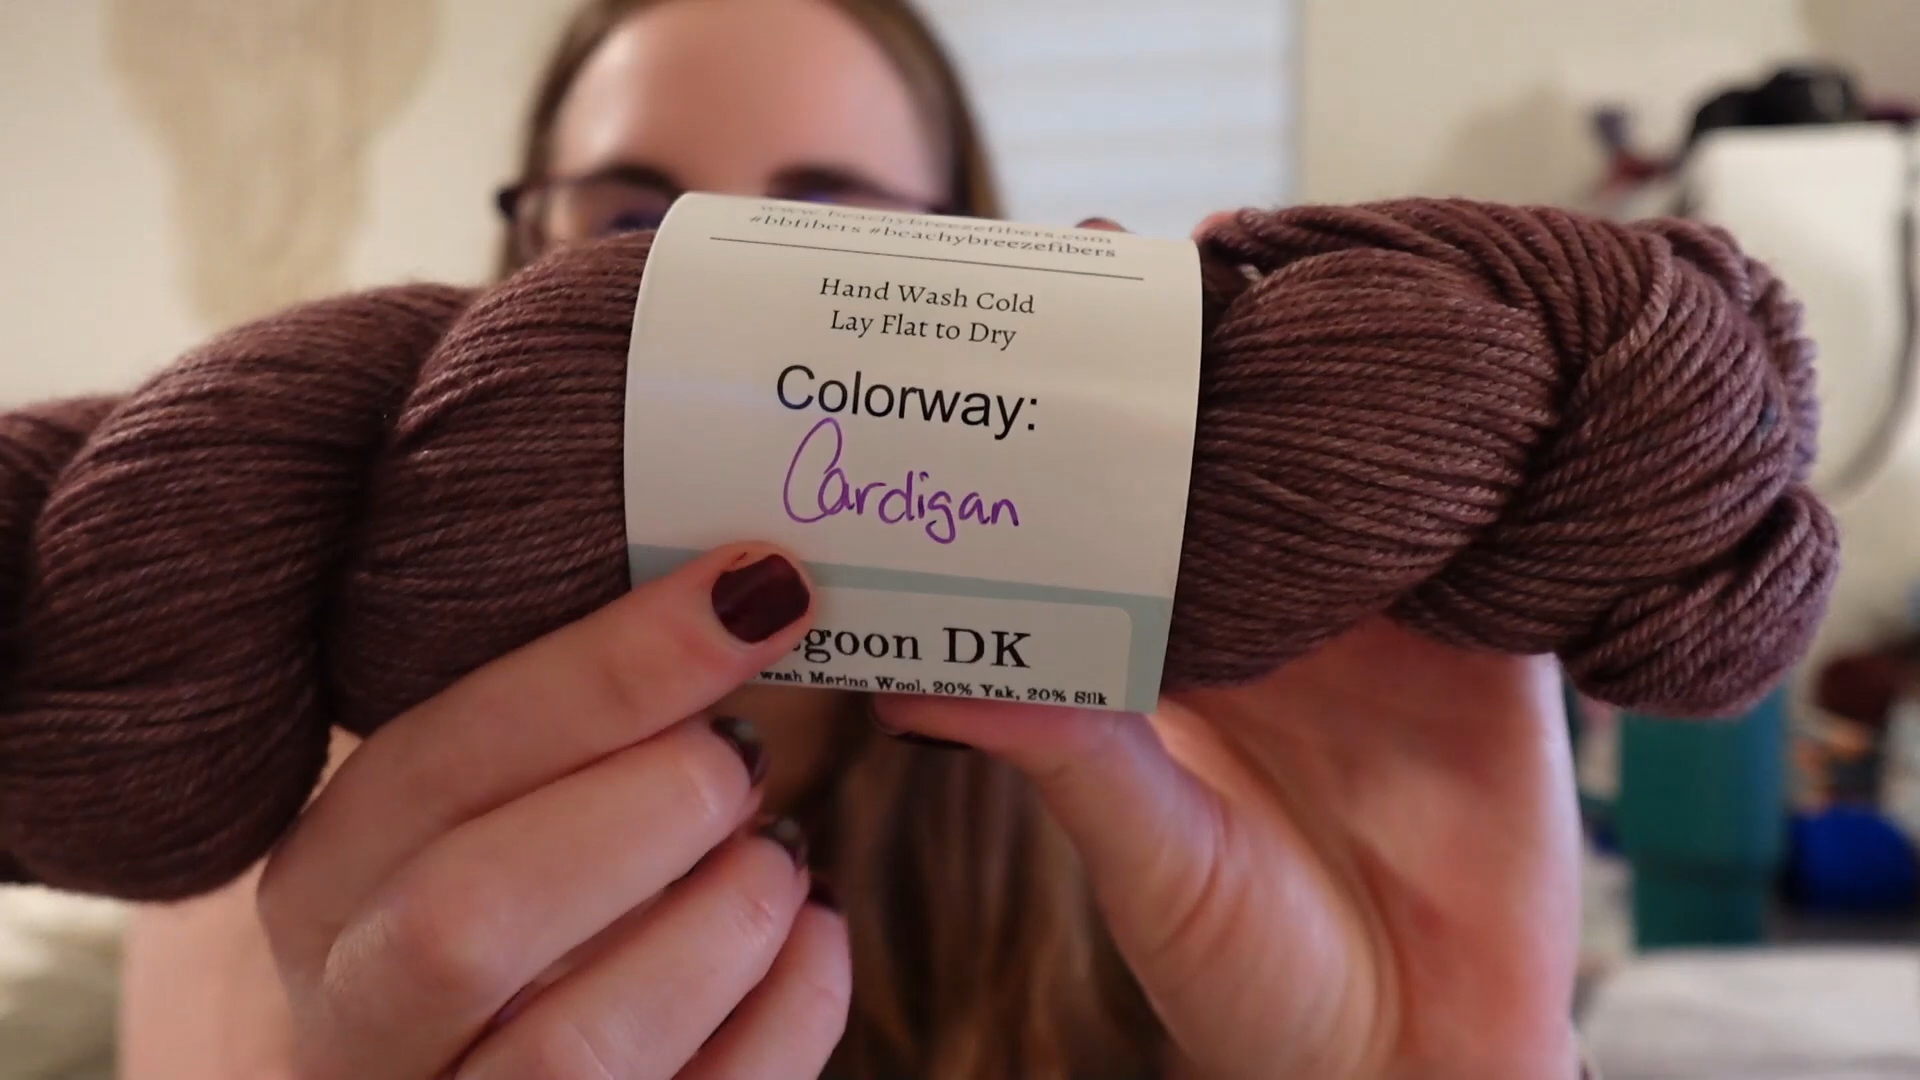 www.beachybreezefibers.com
#bbfibers #beachybreezefibers
Hand Wash Cold
Lay Flat to Dry
Colorway:
Cardigan
goon DK
wash Merino Wool, 20% Yak, 20% Silk